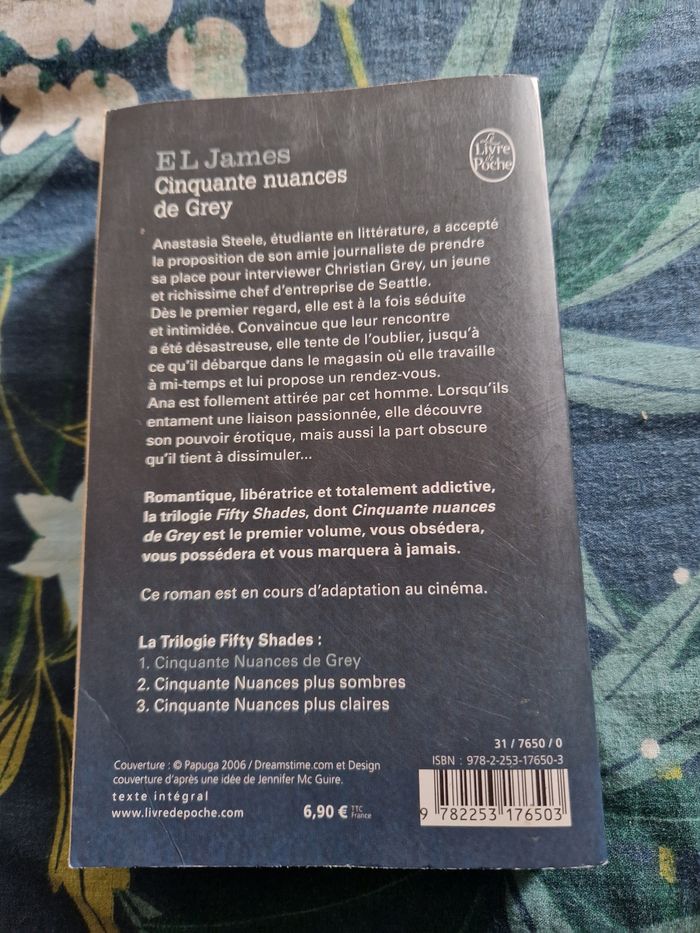 E L James
Le Livre de Poche
Cinquante nuances
de Grey
Anastasia Steele, étudiante en littérature, a accepté
la proposition de son amie journaliste de prendre
sa place pour interviewer Christian Grey, un jeune
et richissime chef d'entreprise de Seattle.
Dès le premier regard, elle est à la fois séduite
et intimidée. Convaincue que leur rencontre
a été désastreuse, elle tente de l'oublier, jusqu'à
ce qu'il débarque dans le magasin où elle travaille
à mi-temps et lui propose un rendez-vous.
Ana est follement attirée par cet homme. Lorsqu'ils
entament une liaison passionnée, elle découvre
son pouvoir érotique, mais aussi la part obscure
qu'il tient à dissimuler...
Romantique, libératrice et totalement addictive,
la trilogie Fifty Shades, dont Cinquante nuances
de Grey est le premier volume, vous obsédera,
vous possédera et vous marquera à jamais.
Ce roman est en cours d'adaptation au cinéma.
La Trilogie Fifty Shades :
1. Cinquante Nuances de Grey
2. Cinquante Nuances plus sombres
3. Cinquante Nuances plus claires
31 / 7650 / 0
ISBN : 978-2-253-17650-3
Couverture : © Papuga 2006 / Dreamstime.com et Design
couverture d'après une idée de Jennifer Mc Guire.
texte intégral
www.livredepoche.com
6,90 € TTC France
9 782253 176503